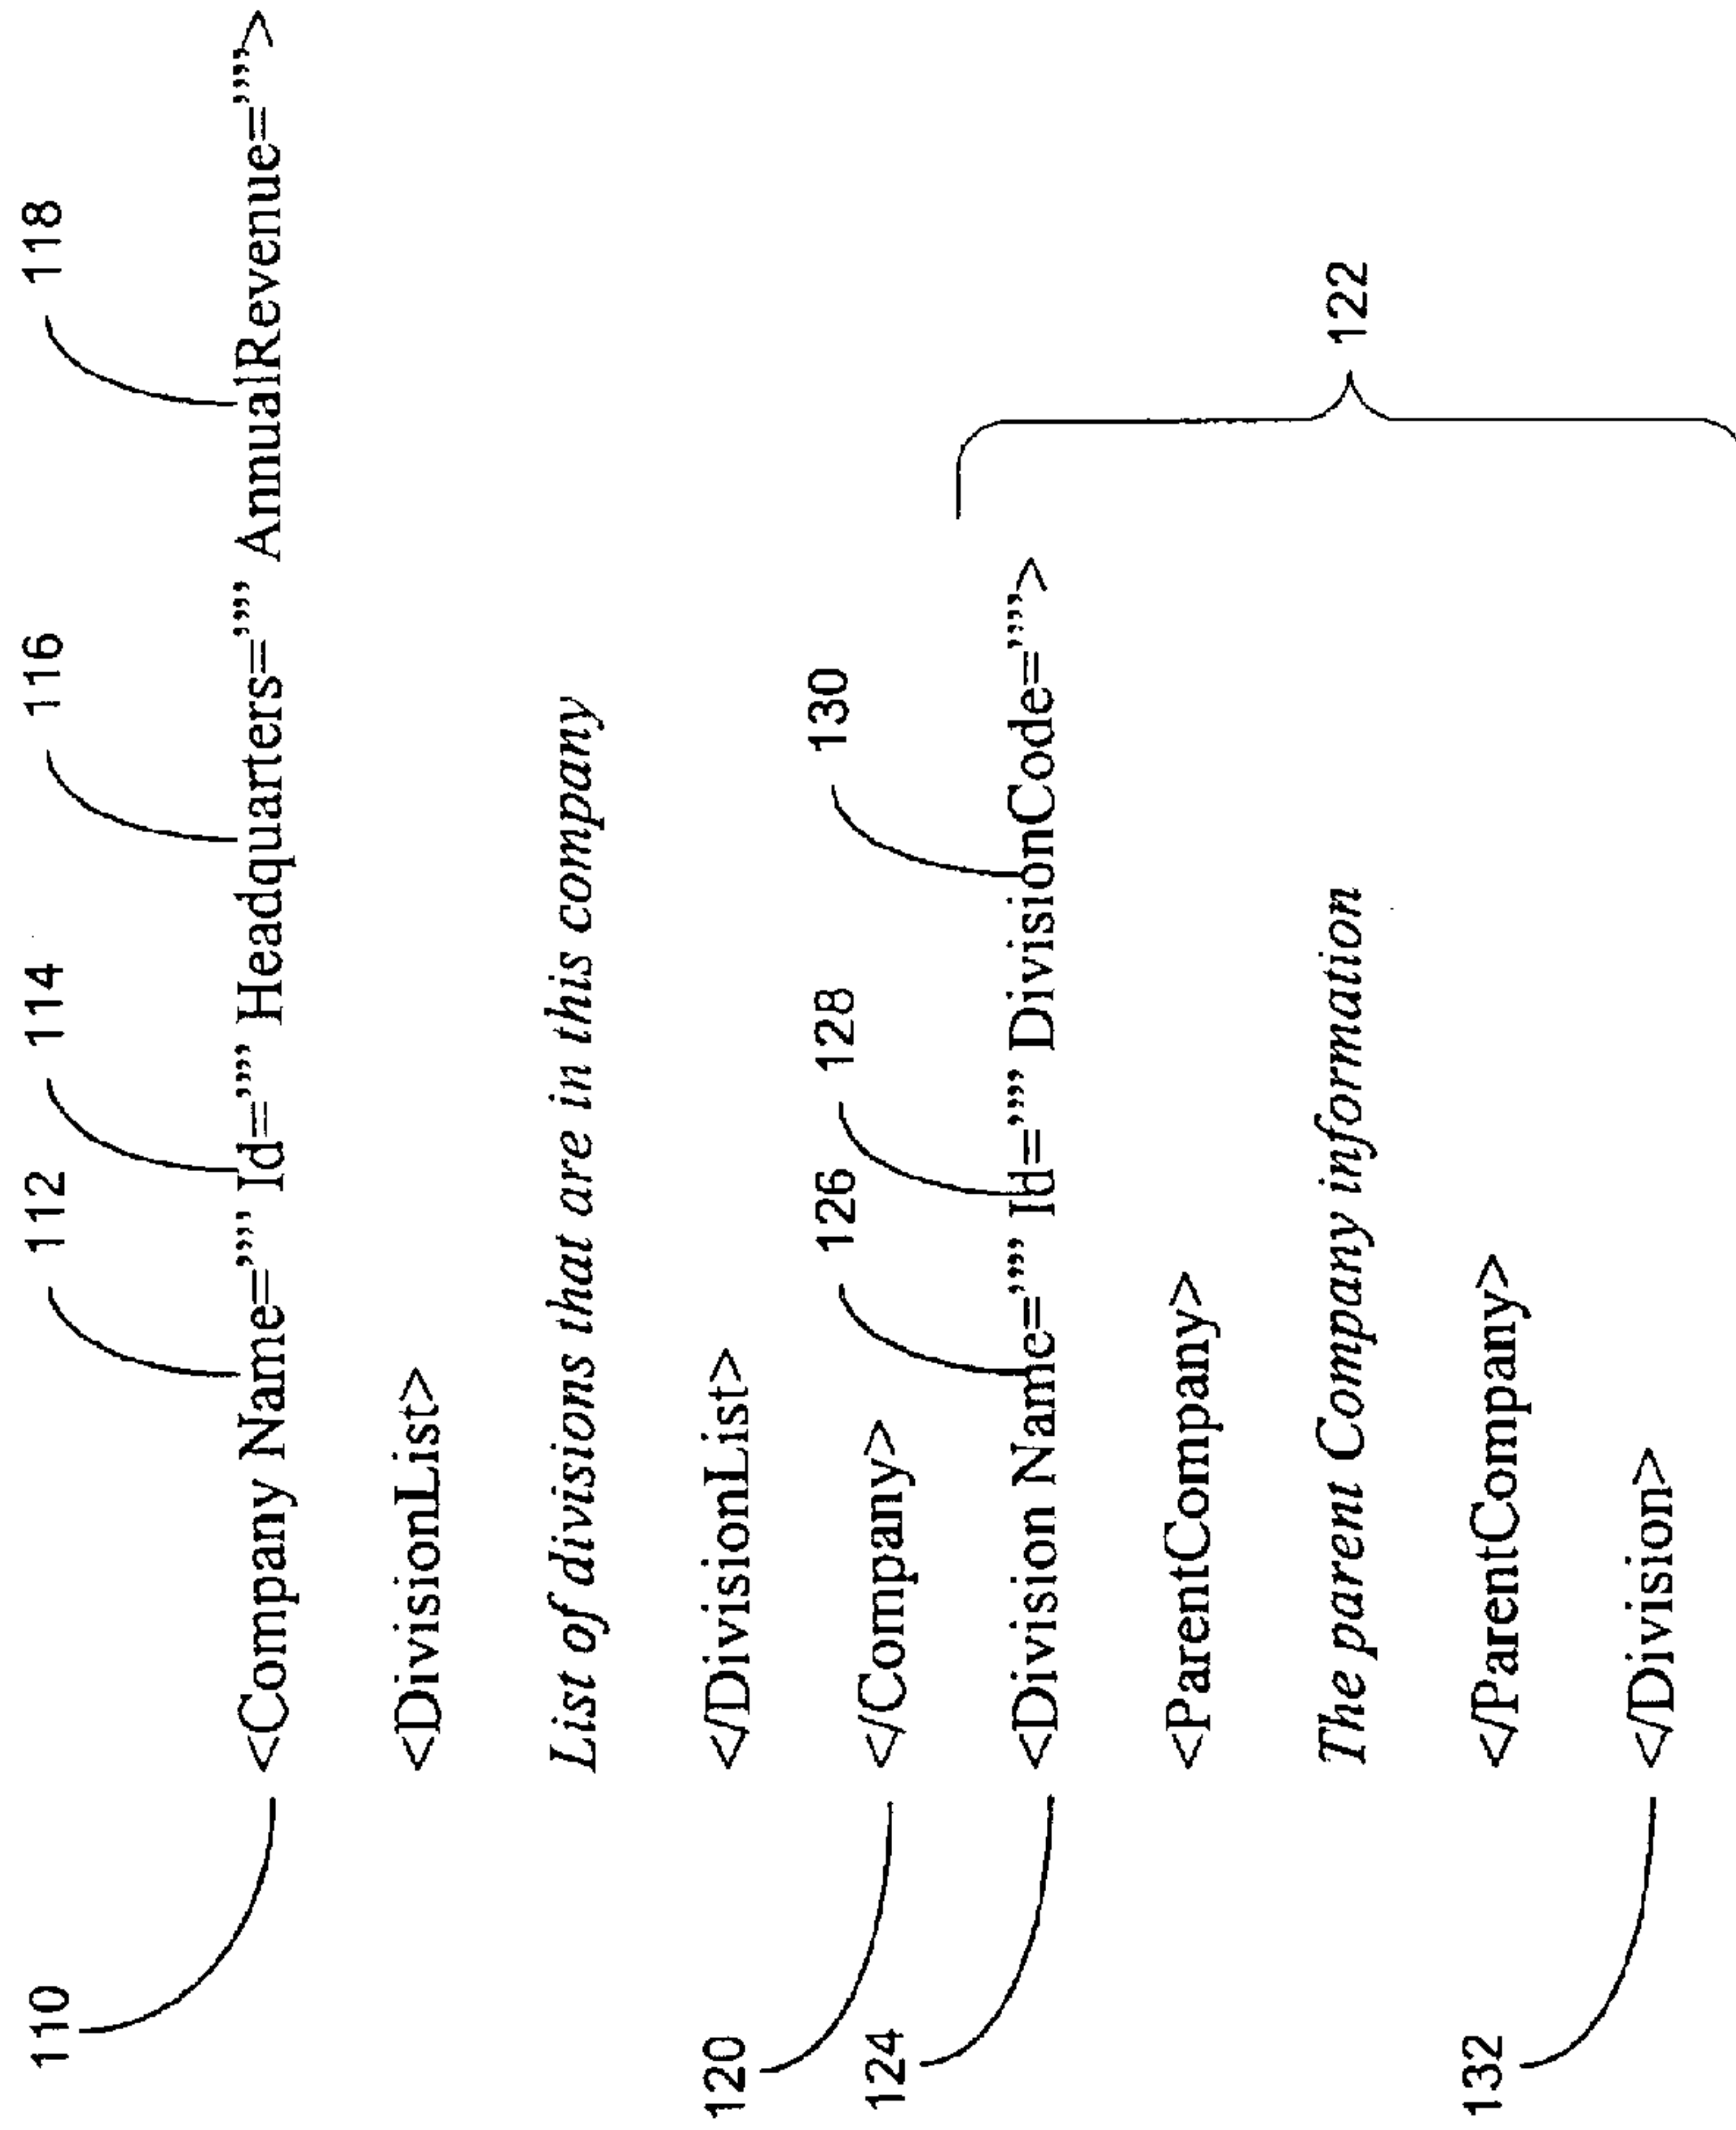 110 112 114 116 118
<Company Name=”” Id=”” Headquarters=”” AnnualRevenue=””>
<DivisionList>
List of divisions that are in this company
</DivisionList>
120
</Company>
124 126 128 130
<Division Name=”” Id=”” DivisionCode=””>
<ParentCompany>
The parent Company information
122
</ParentCompany>
132
</Division>